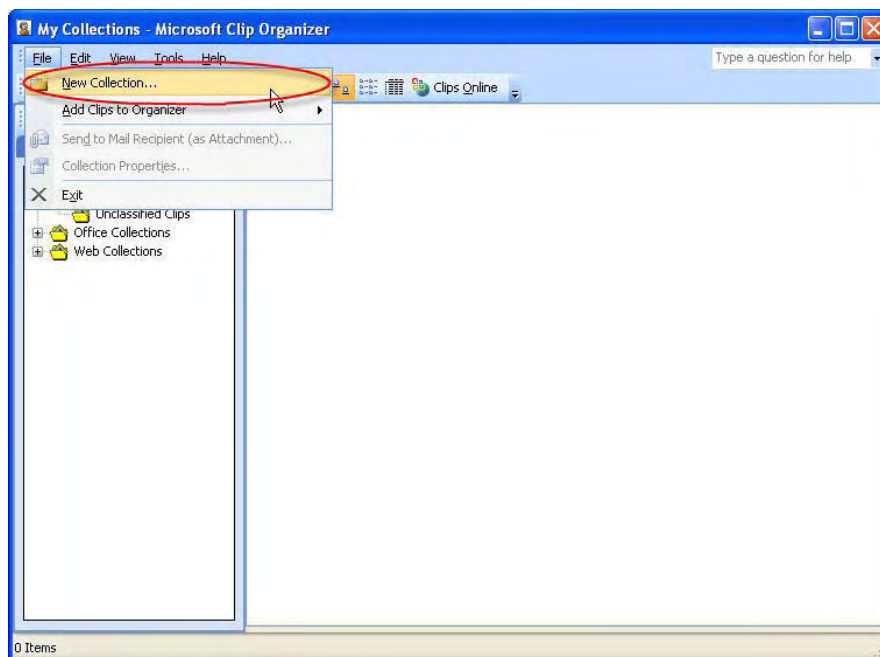 My Collections - Microsoft Clip Organizer
File Edit View Tools Help
Type a question for help
New Collection...
Clips Online
Add Clips to Organizer
Send to Mail Recipient (as Attachment)...
Collection Properties...
Exit
Unclassified Clips
Office Collections
Web Collections
0 Items